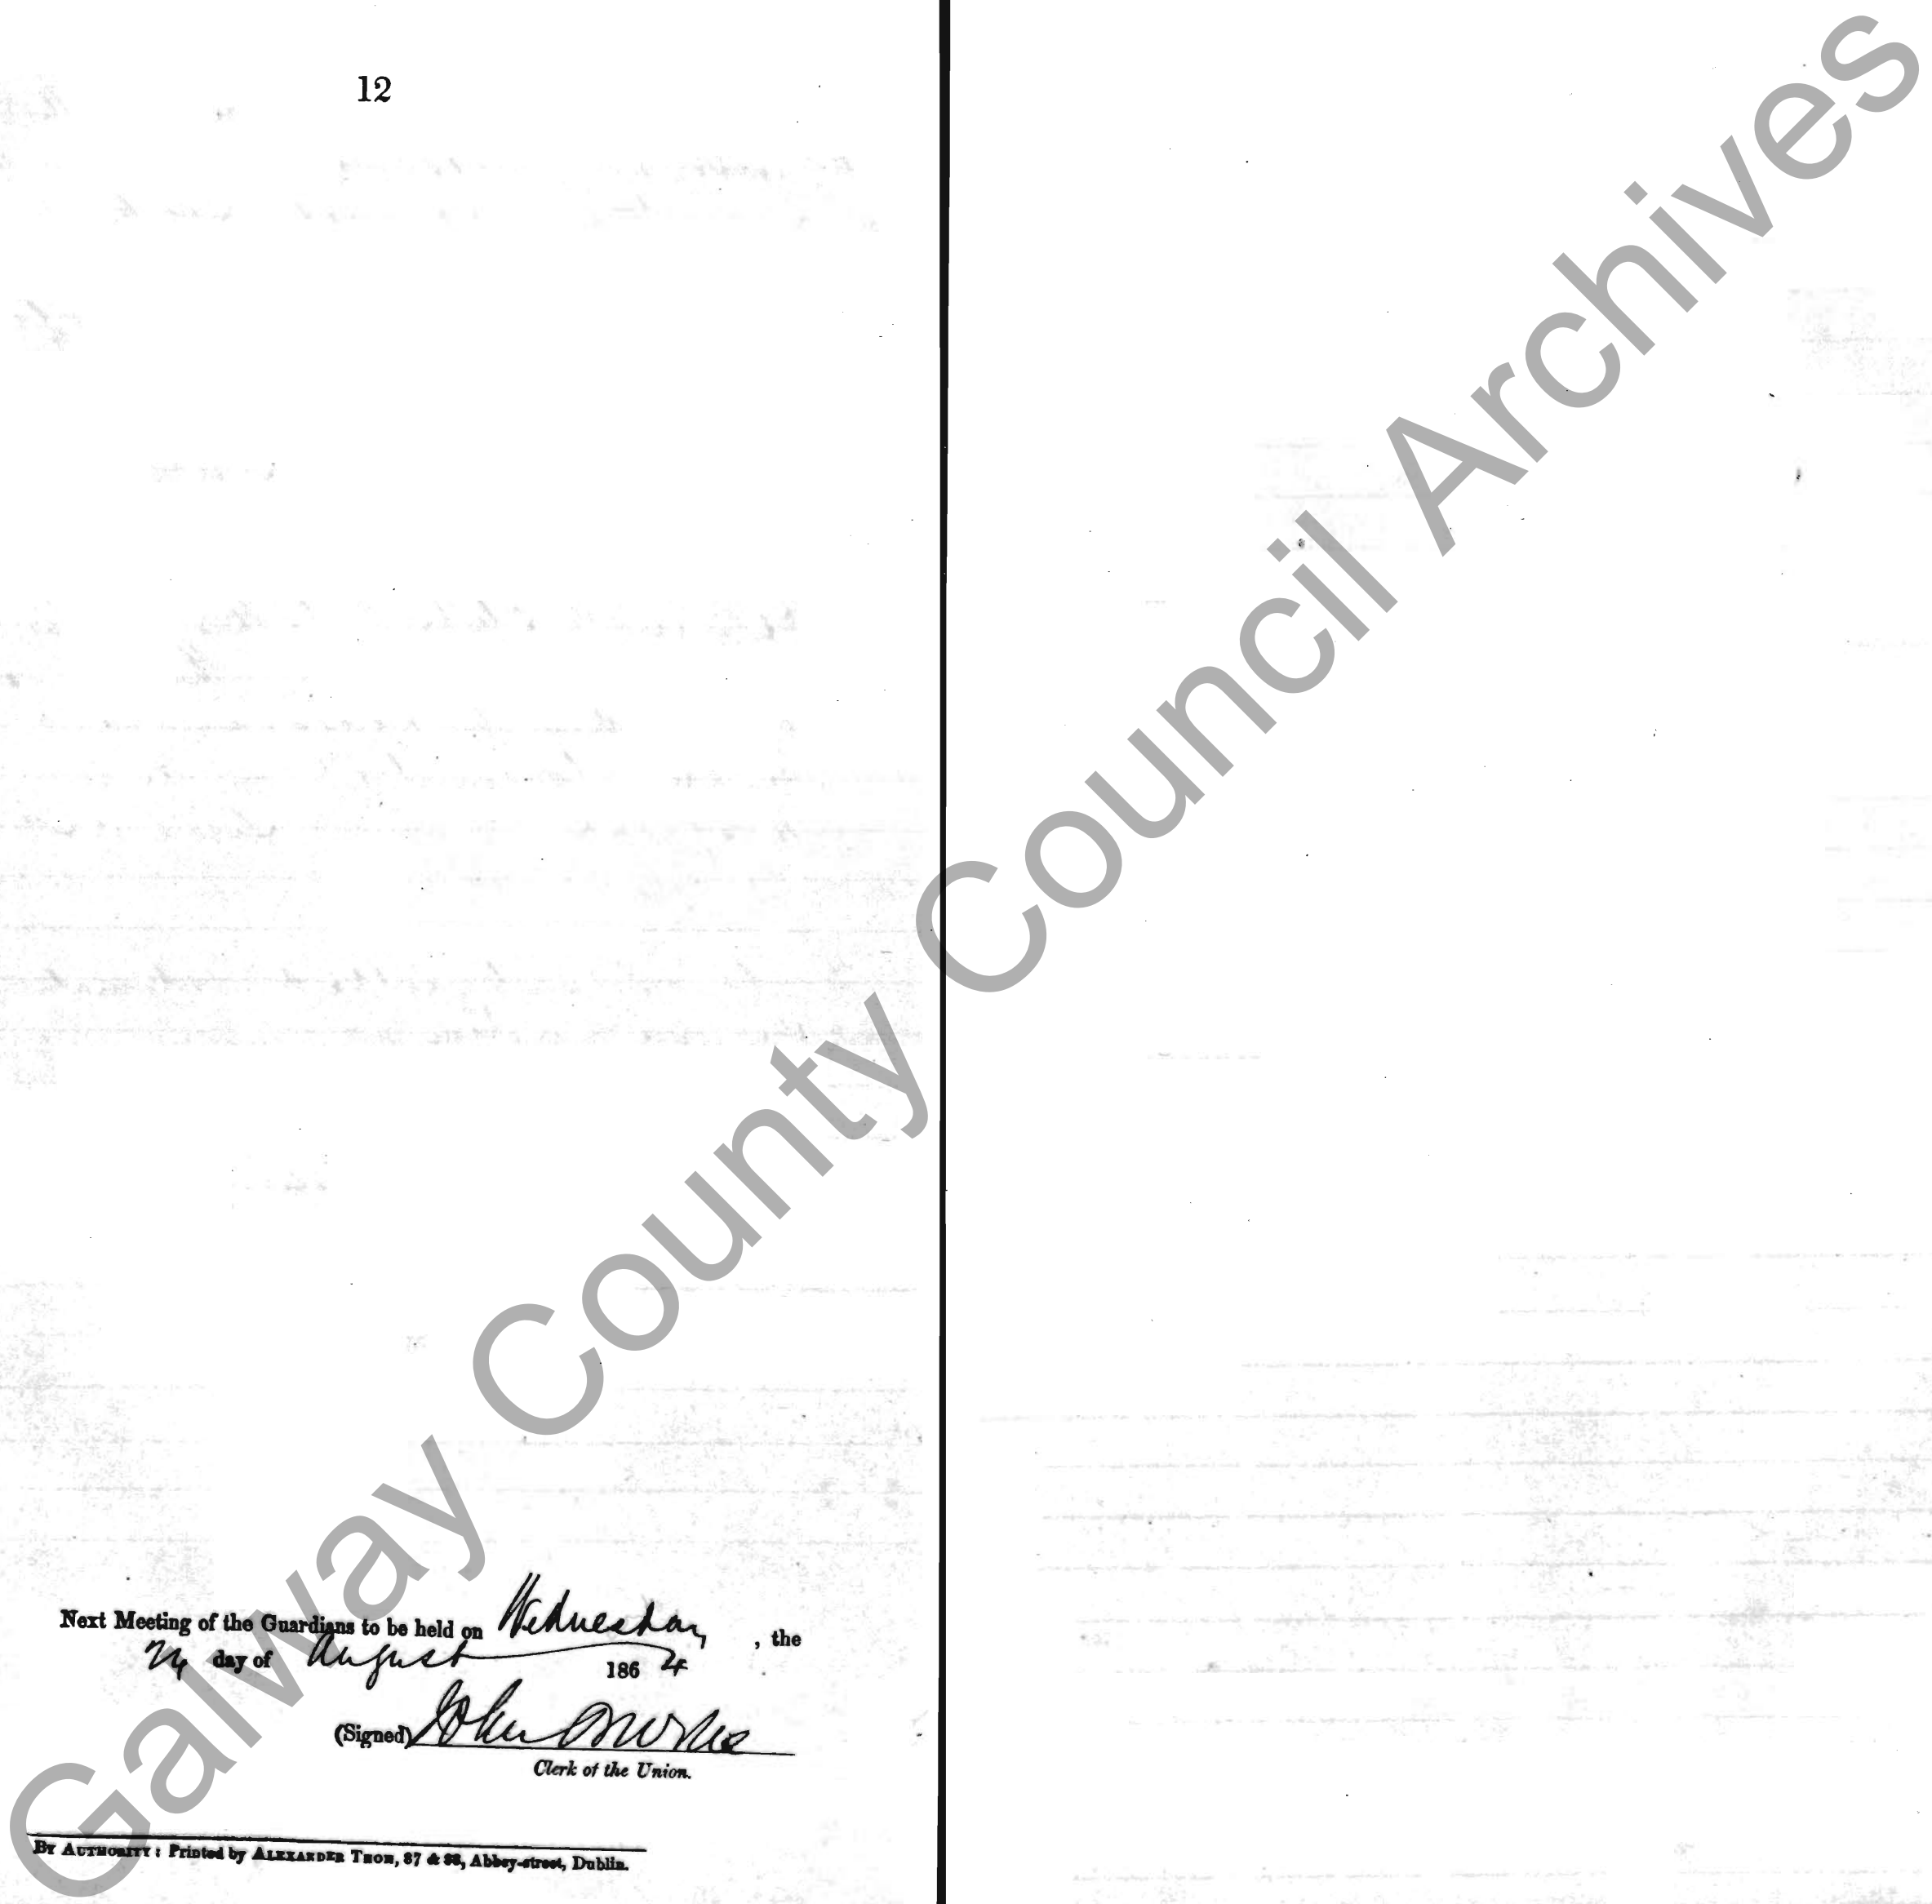 12
Next Meeting of the Guardians to be held on Wednesday, the
24 day of August 1864
(Signed) John
Clerk of the Union.
BY AUTHORITY: Printed by ALEXANDER THOM, 87 & 88, Abbey-street, Dublin.
Galway County Council Archives